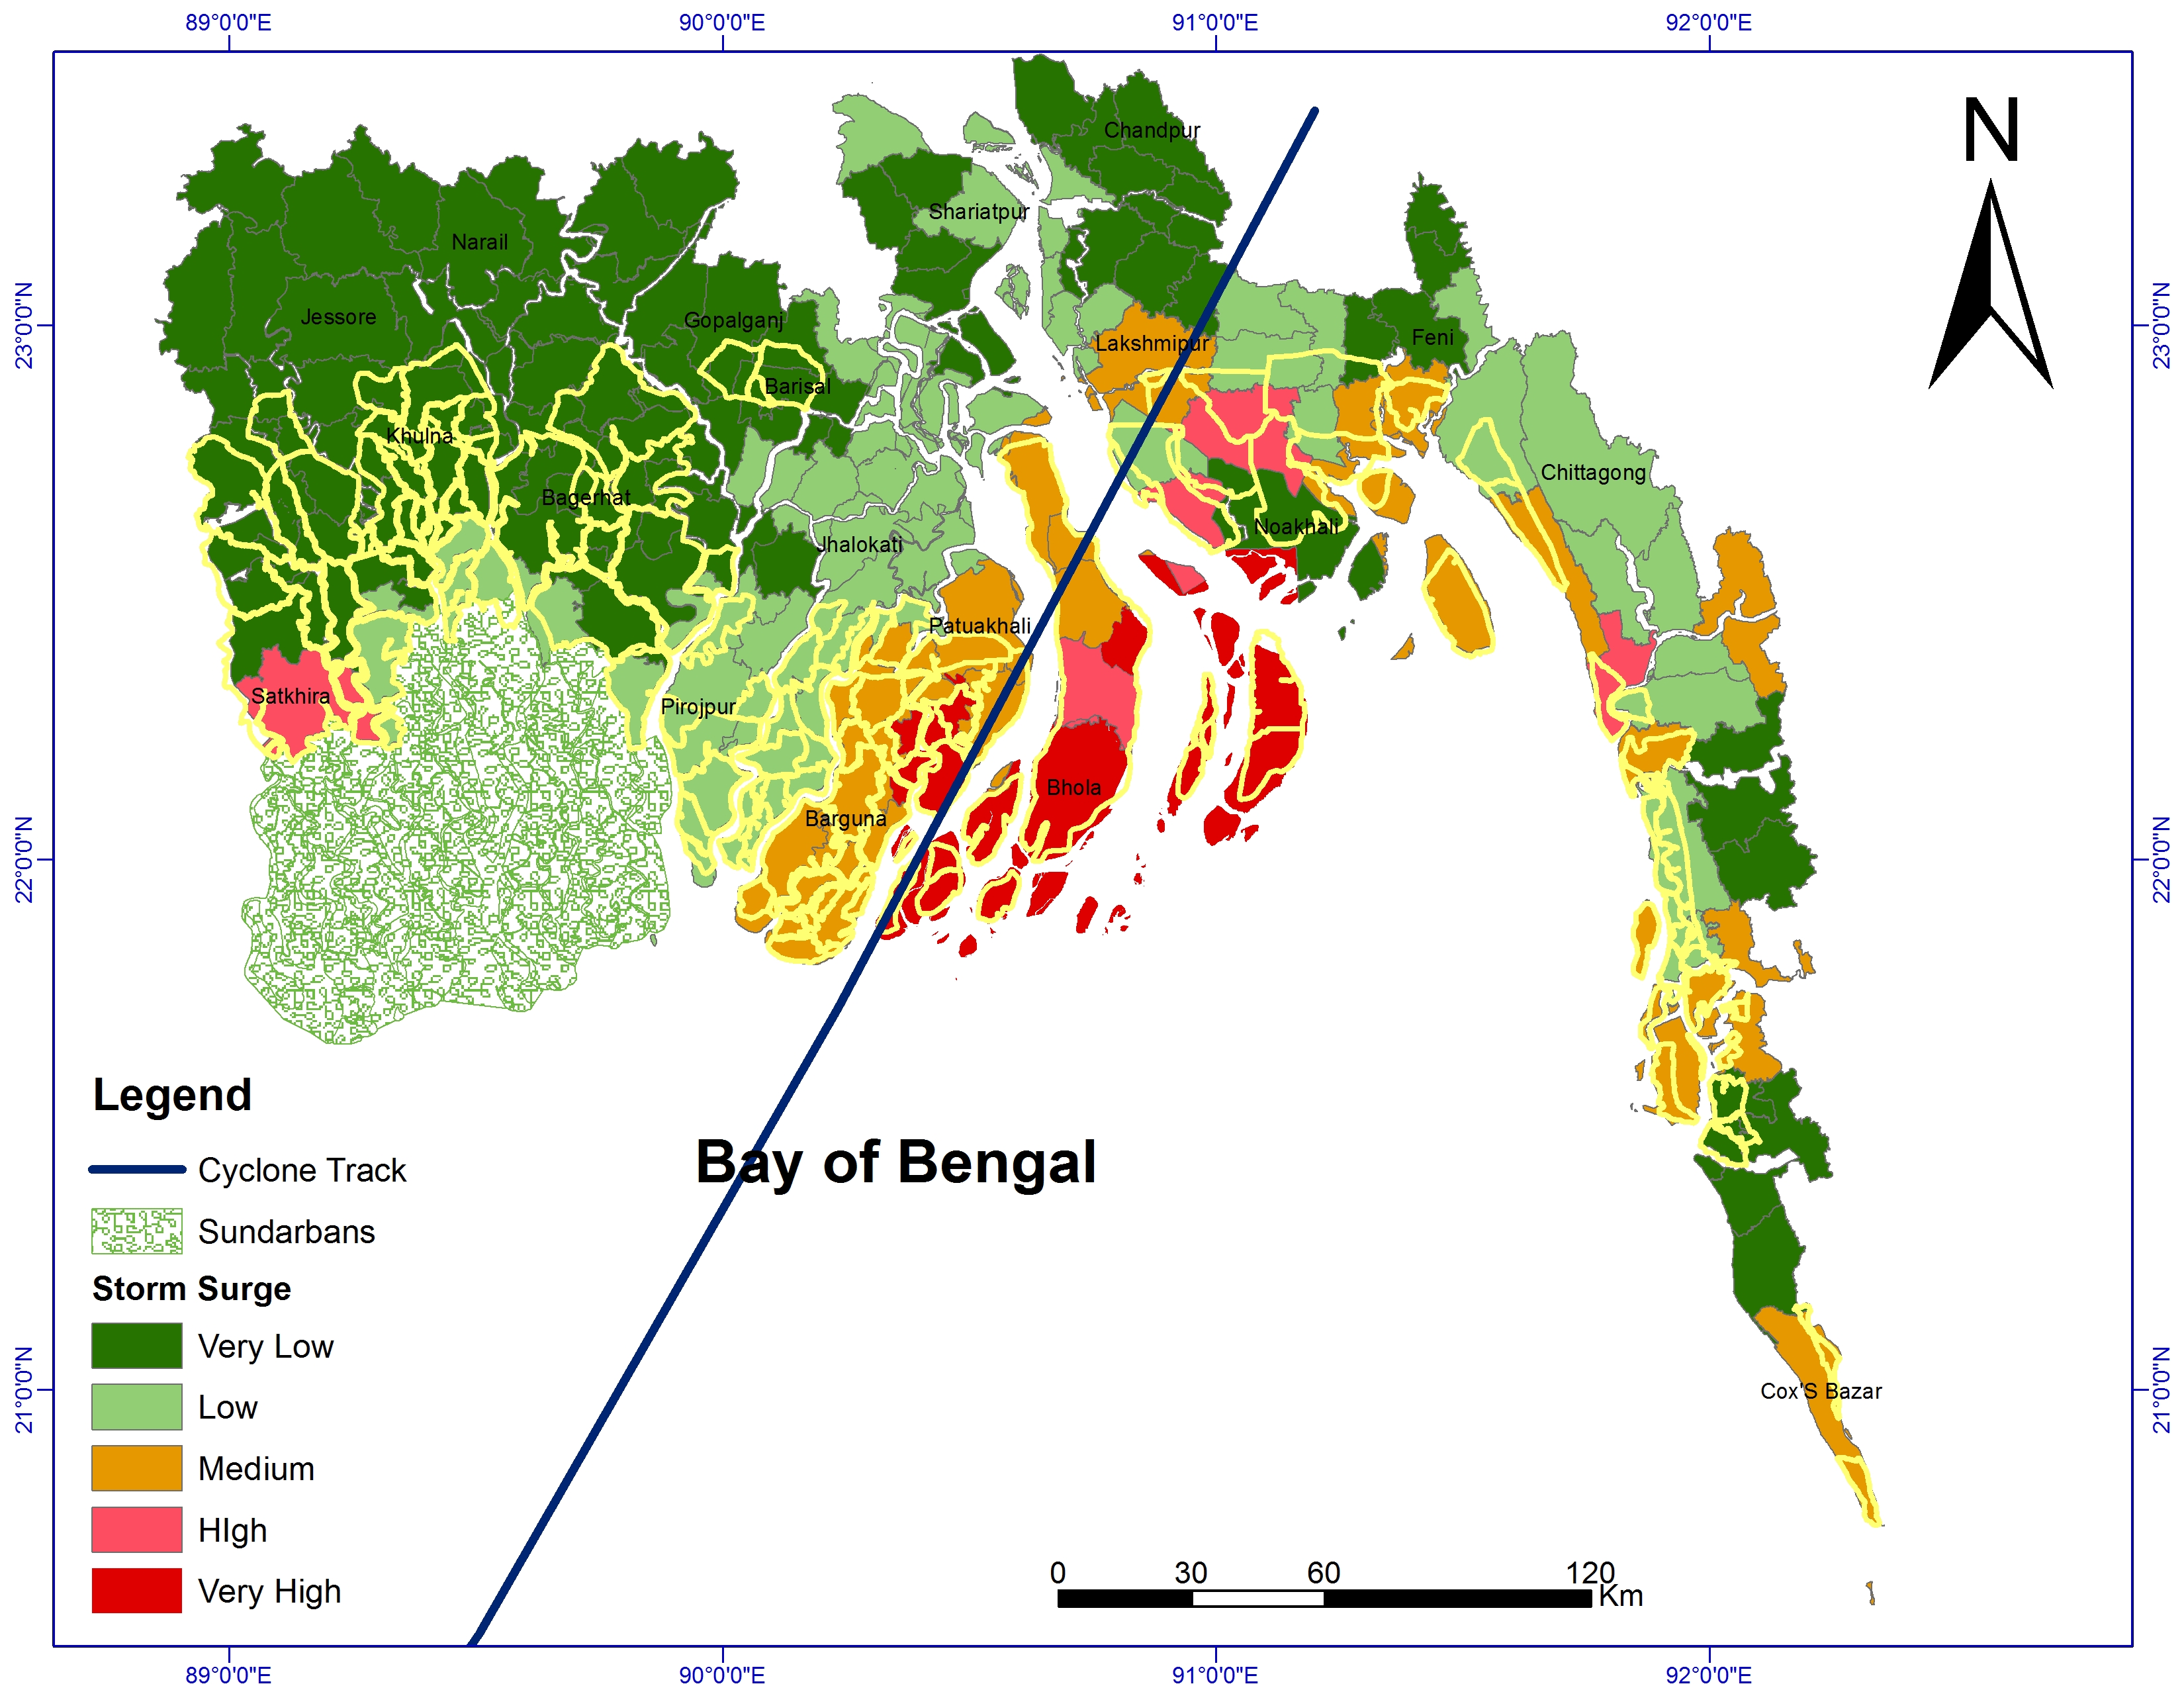 89°0'0"E 90°0'0"E 91°0'0"E 92°0'0"E
N
Chandpur
Shariatpur
Narail
23°0'0"N
23°0'0"N
Jessore
Gopalganj
Feni
Lakshmipur
Barisal
Khulna
Chittagong
Bagerhat
Noakhali
Jhalokati
Patuakhali
Satkhira
Pirojpur
Bhola
Barguna
22°0'0"N
22°0'0"N
Bay of Bengal
Cox'S Bazar
21°0'0"N
21°0'0"N
Legend
Cyclone Track
Sundarbans
Storm Surge
Very Low
Low
Medium
HIgh
Very High
0 30 60 120
Km
89°0'0"E 90°0'0"E 91°0'0"E 92°0'0"E